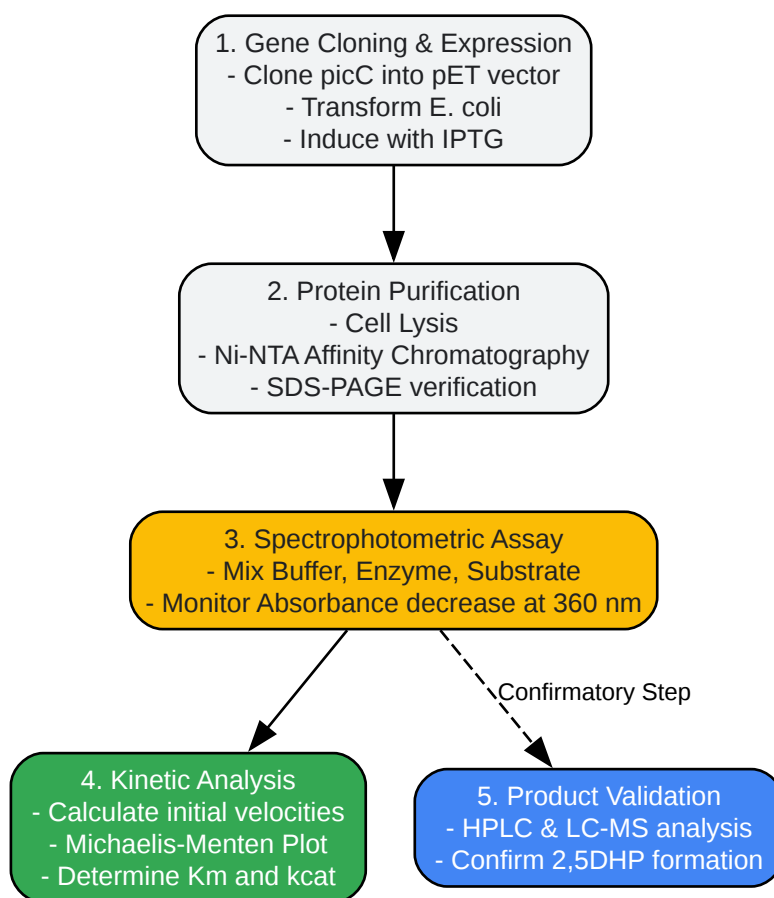 1. Gene Cloning & Expression
- Clone picC into pET vector
- Transform E. coli
- Induce with IPTG
2. Protein Purification
- Cell Lysis
- Ni-NTA Affinity Chromatography
- SDS-PAGE verification
3. Spectrophotometric Assay
- Mix Buffer, Enzyme, Substrate
- Monitor Absorbance decrease at 360 nm
Confirmatory Step
4. Kinetic Analysis
- Calculate initial velocities
- Michaelis-Menten Plot
- Determine Km and kcat
5. Product Validation
- HPLC & LC-MS analysis
- Confirm 2,5DHP formation